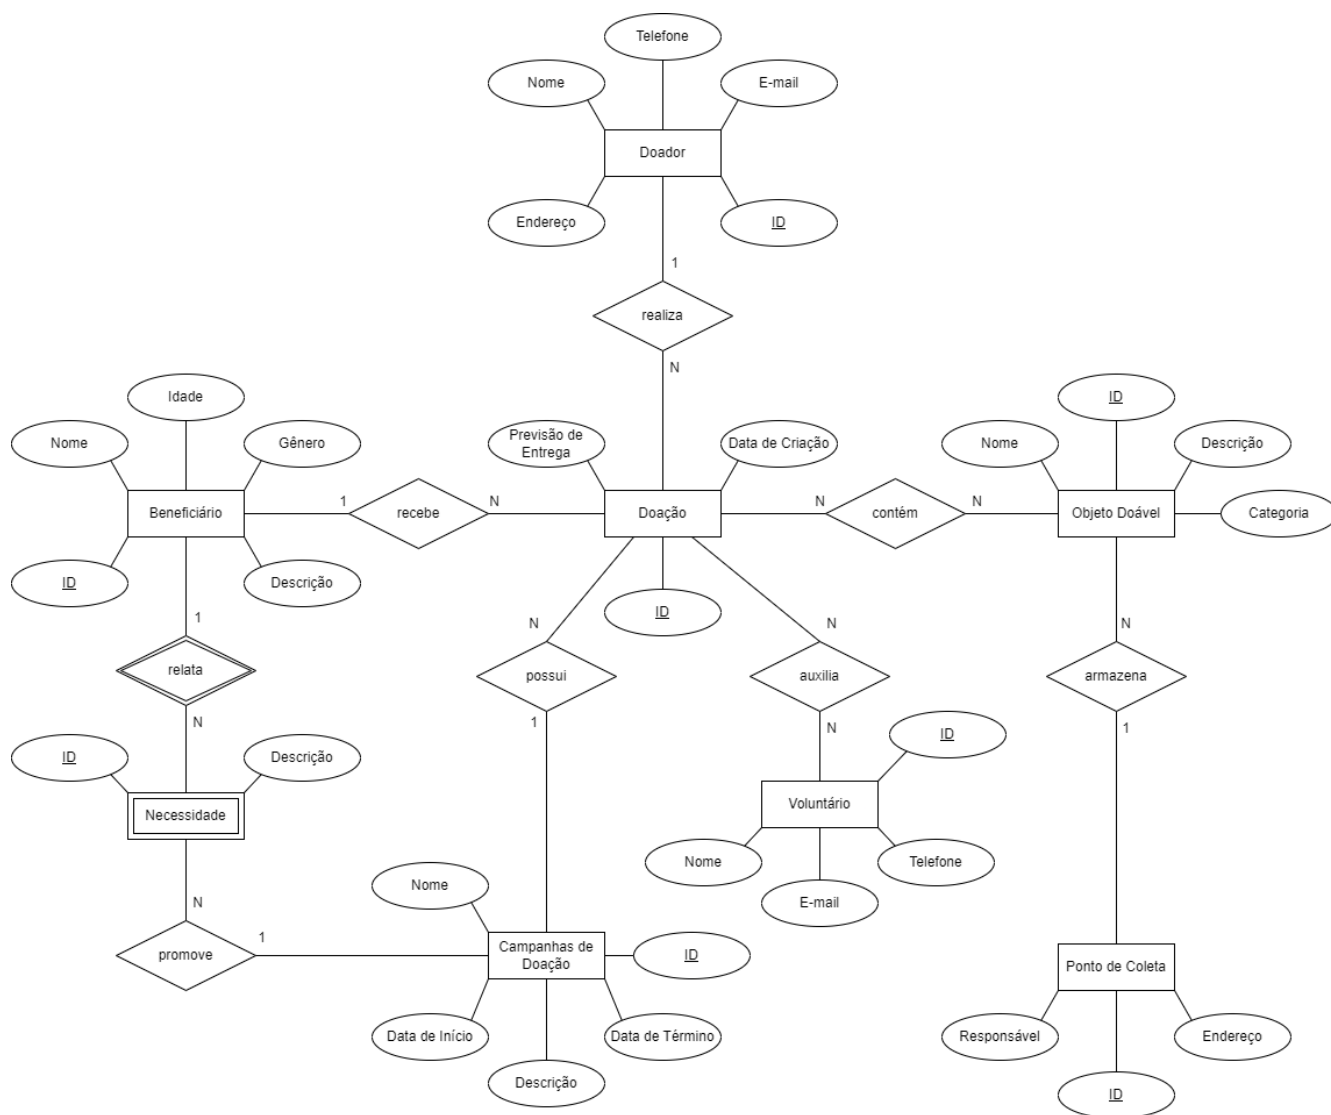 Telefone
Nome
E-mail
Doador
Endereço
ID
1
realiza
N
Idade
ID
Nome
Gênero
Previsão de
Entrega
Data de Criação
Nome
Descrição
Beneficiário
1
recebe
N
Doação
N
contém
N
Objeto Doável
Categoria
ID
Descrição
ID
1
N
N
N
relata
possui
auxilia
armazena
N
1
N
1
ID
Descrição
ID
Necessidade
Voluntário
Nome
Telefone
Nome
E-mail
N
1
promove
Campanhas de
Doação
ID
Ponto de Coleta
Data de Início
Data de Término
Responsável
Endereço
Descrição
ID